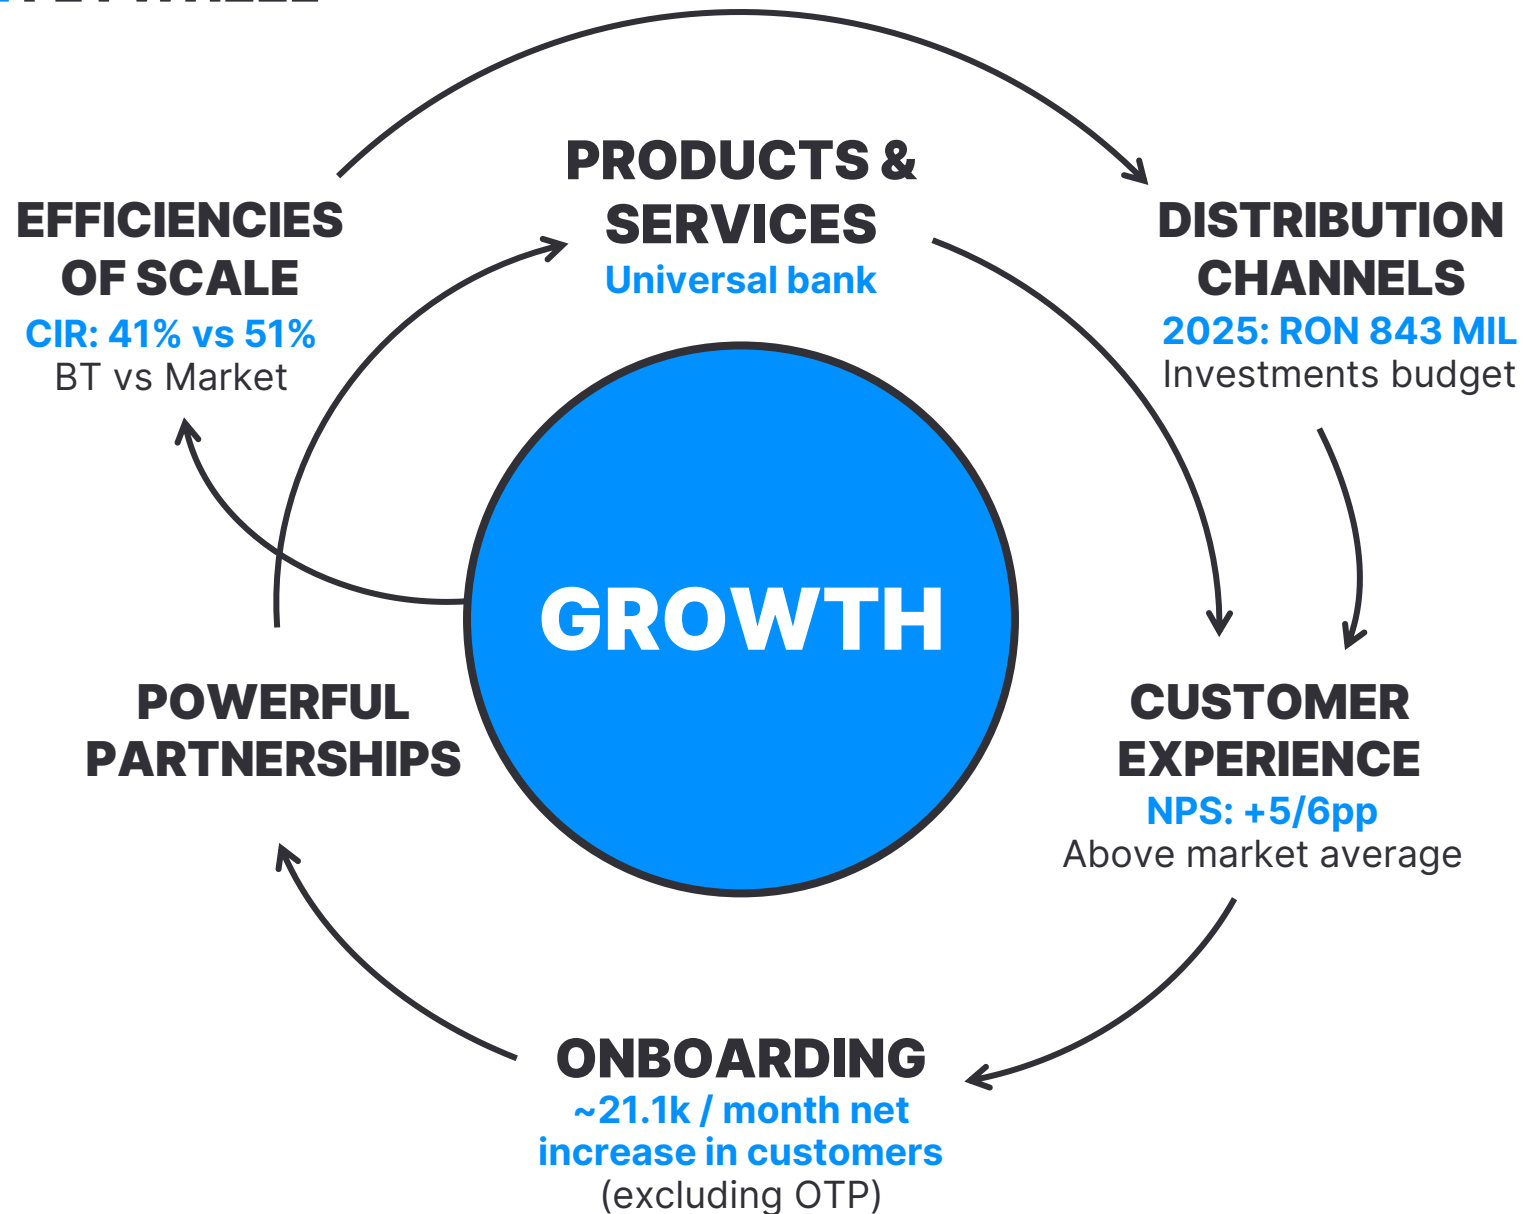 PRODUCTS &
SERVICES
Universal bank
EFFICIENCIES
OF SCALE
CIR: 41% vs 51%
BT vs Market
DISTRIBUTION
CHANNELS
2025: RON 843 MIL
Investments budget
GROWTH
POWERFUL
PARTNERSHIPS
CUSTOMER
EXPERIENCE
NPS: +5/6pp
Above market average
ONBOARDING
~21.1k / month net
increase in customers
(excluding OTP)